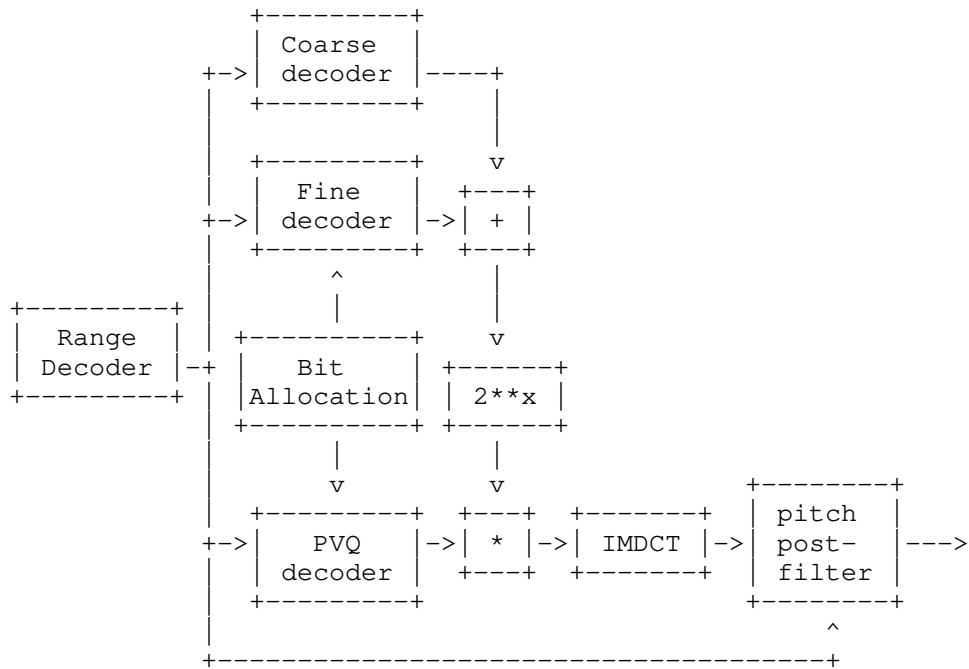 Coarse
decoder
Fine
decoder
+
Range
Decoder
Bit
Allocation
2**x
PVQ
decoder
*
IMDCT
pitch
post-
filter